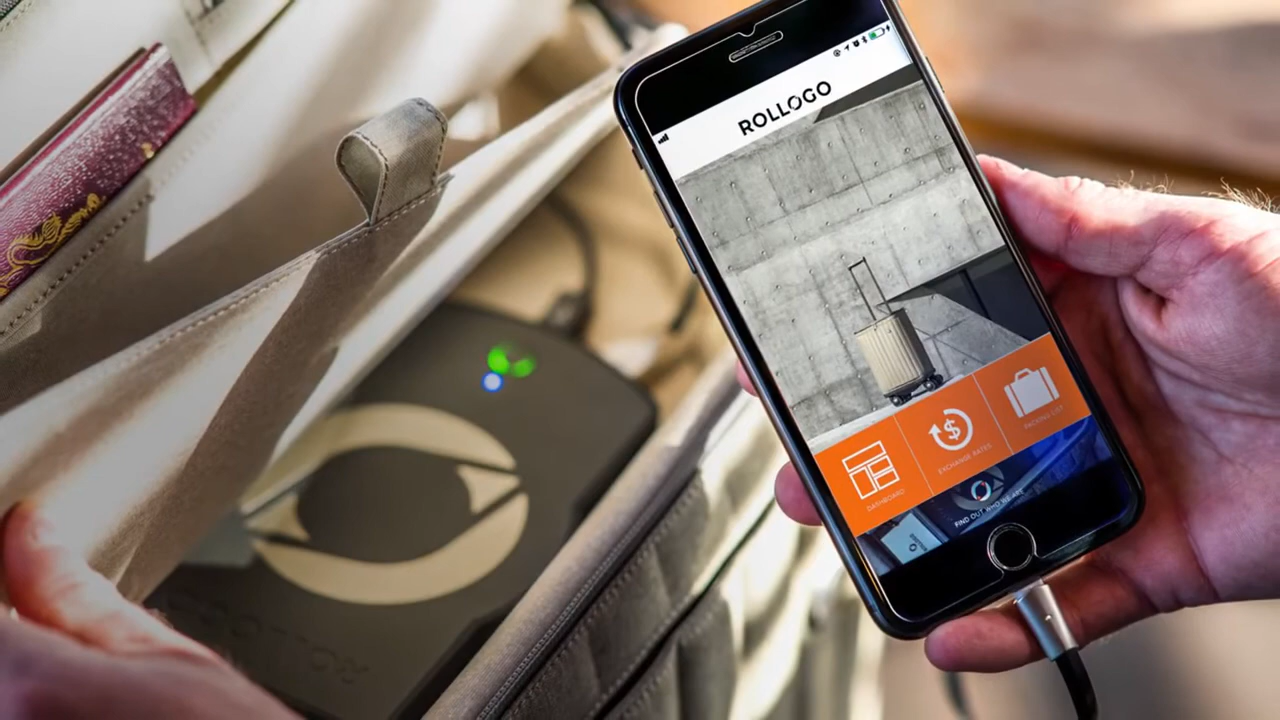 ROLLOGO
DASHBOARD
EXCHANGE RATES
PACKING LIST
FIND OUT WHO WE ARE